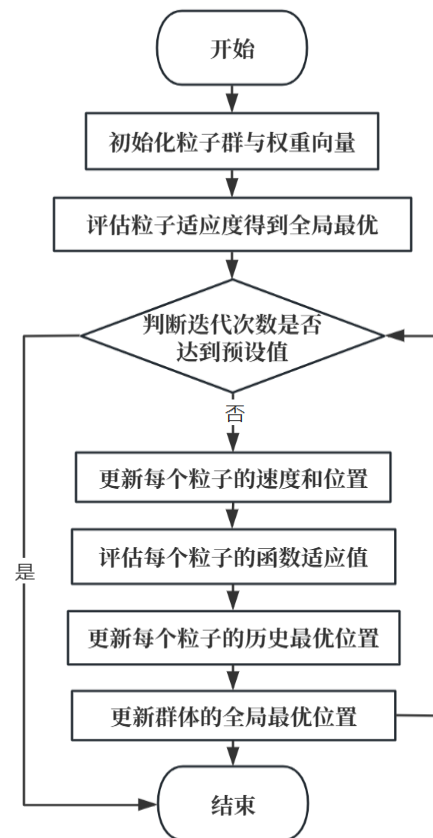 开始
初始化粒子群与权重向量
评估粒子适应度得到全局最优
判断迭代次数是否
达到预设值
否
更新每个粒子的速度和位置
评估每个粒子的函数适应值
是
更新每个粒子的历史最优位置
更新群体的全局最优位置
结束